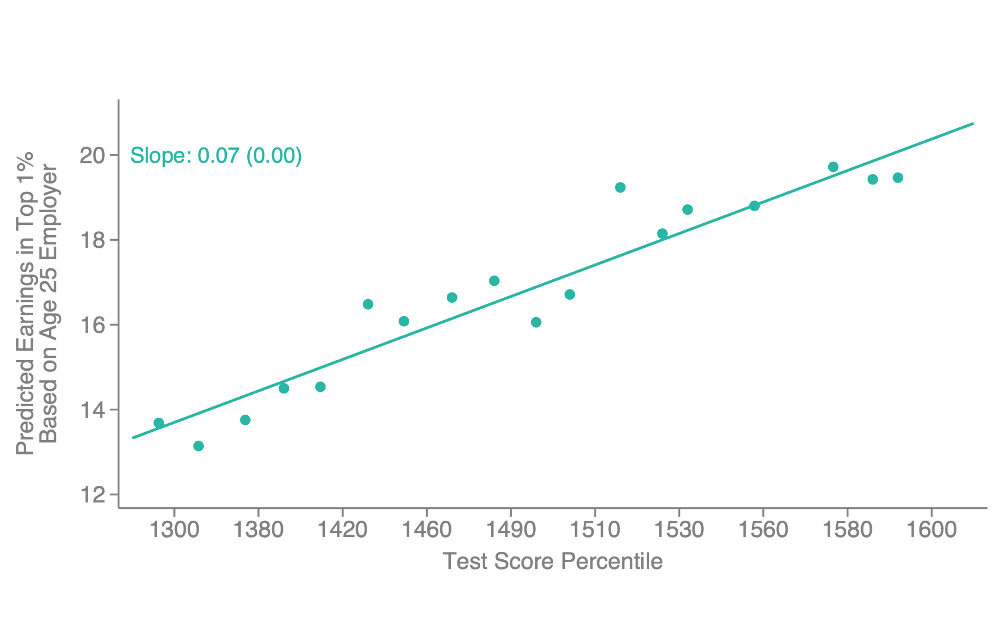 Predicted Earnings in Top 1%
Based on Age 25 Employer
20
18
16
14
12
Slope: 0.07 (0.00)
1300 1380 1420 1460 1490 1510 1530 1560 1580 1600
Test Score Percentile